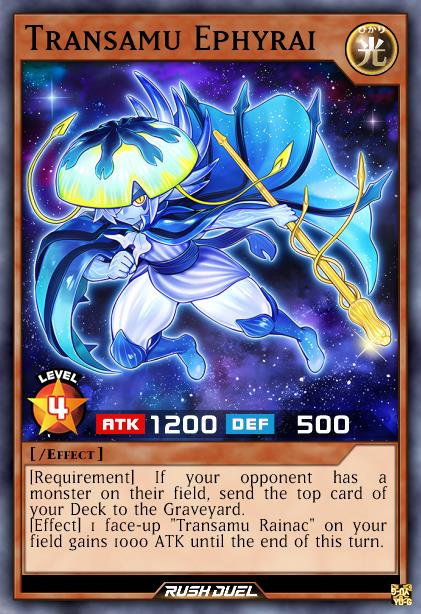 Transamu Ephyrai
ひかり
光
LEVEL
4
ATK 1200 DEF 500
[ /Effect ]
[Requirement] If your opponent has a
monster on their field, send the top card of
your Deck to the Graveyard.
[Effect] 1 face-up "Transamu Rainac" on your
field gains 1000 ATK until the end of this turn.
RUSH DUEL